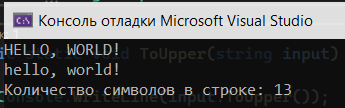 Консоль отладки Microsoft Visual Studio
HELLO, WORLD!
hello, world!
Количество символов в строке: 13